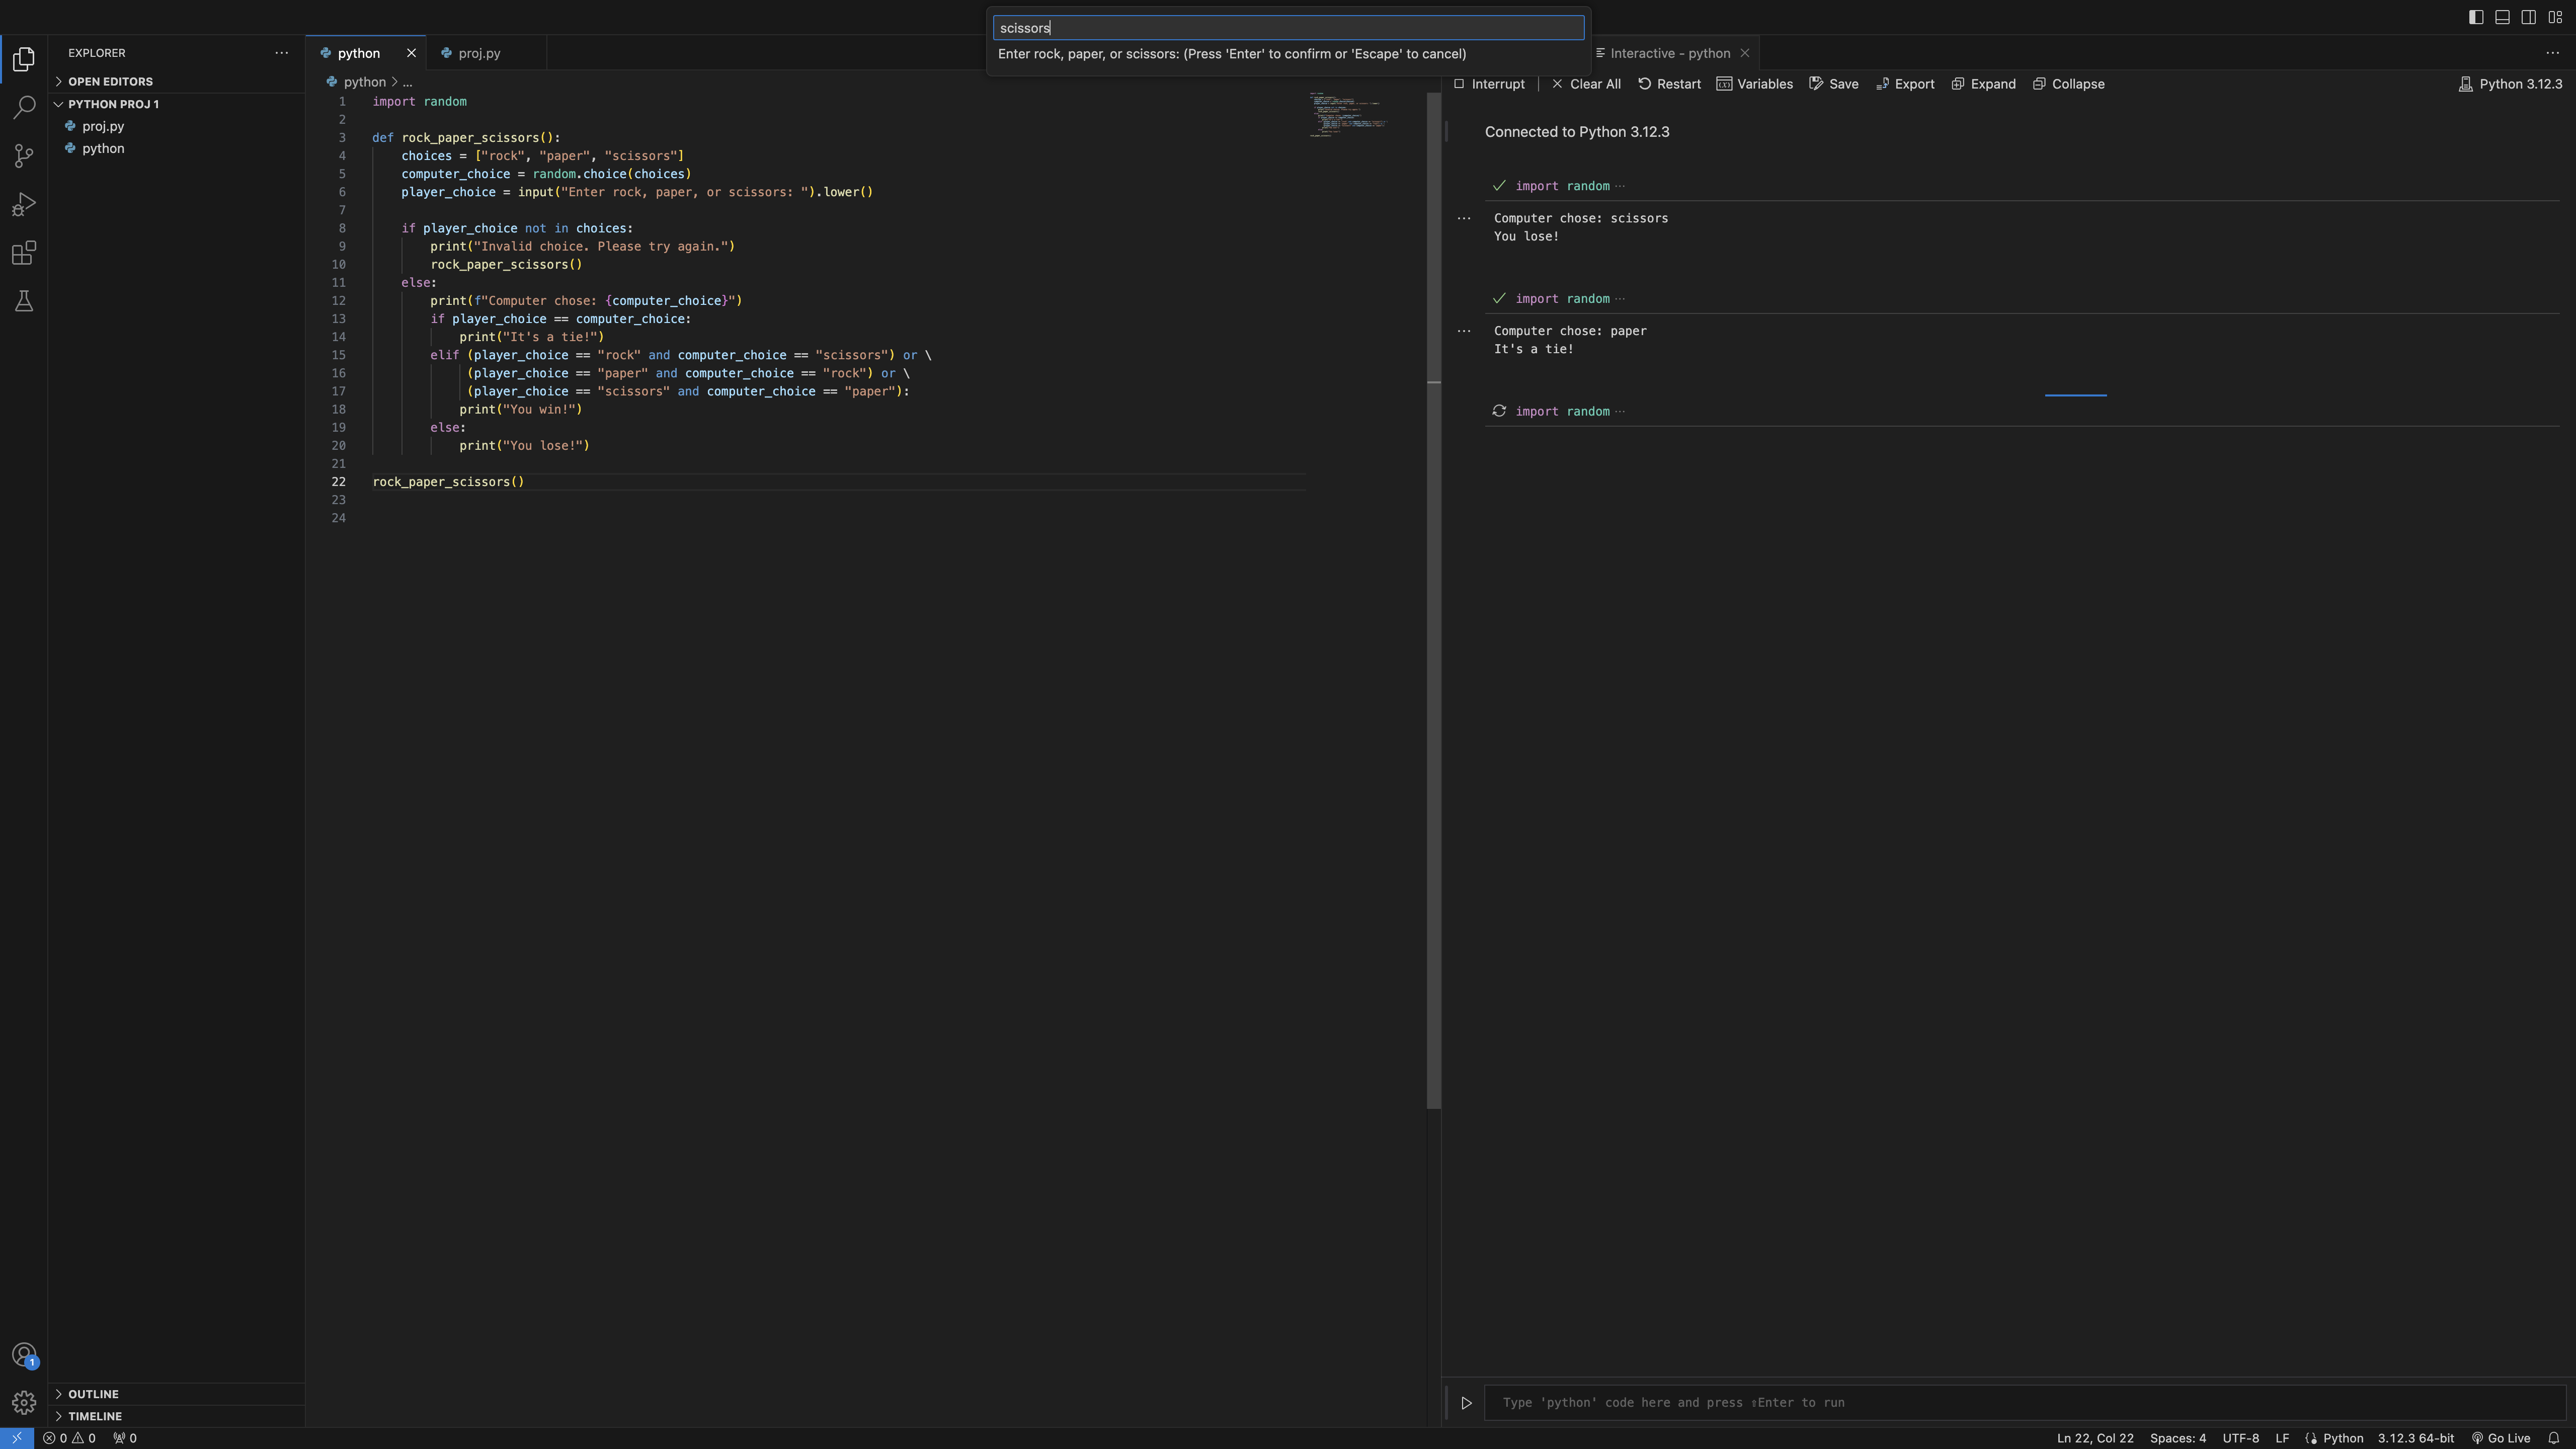 scissors
Enter rock, paper, or scissors: (Press 'Enter' to confirm or 'Escape' to cancel)
EXPLORER
OPEN EDITORS
PYTHON PROJ 1
proj.py
python
OUTLINE
TIMELINE
1
python
proj.py
python > ...
1 import random
2
3 def rock_paper_scissors():
4 choices = ["rock", "paper", "scissors"]
5 computer_choice = random.choice(choices)
6 player_choice = input("Enter rock, paper, or scissors: ").lower()
7
8 if player_choice not in choices:
9 print("Invalid choice. Please try again.")
10 rock_paper_scissors()
11 else:
12 print(f"Computer chose: {computer_choice}")
13 if player_choice == computer_choice:
14 print("It's a tie!")
15 elif (player_choice == "rock" and computer_choice == "scissors") or \
16 (player_choice == "paper" and computer_choice == "rock") or \
17 (player_choice == "scissors" and computer_choice == "paper"):
18 print("You win!")
19 else:
20 print("You lose!")
21
22 rock_paper_scissors()
23
24
Interactive - python
Interrupt | Clear All Restart Variables Save Export Expand Collapse Python 3.12.3
Connected to Python 3.12.3
import random ...
Computer chose: scissors
You lose!
import random ...
Computer chose: paper
It's a tie!
import random ...
Type 'python' code here and press ⇧Enter to run
0 0 0 Ln 22, Col 22 Spaces: 4 UTF-8 LF Python 3.12.3 64-bit Go Live